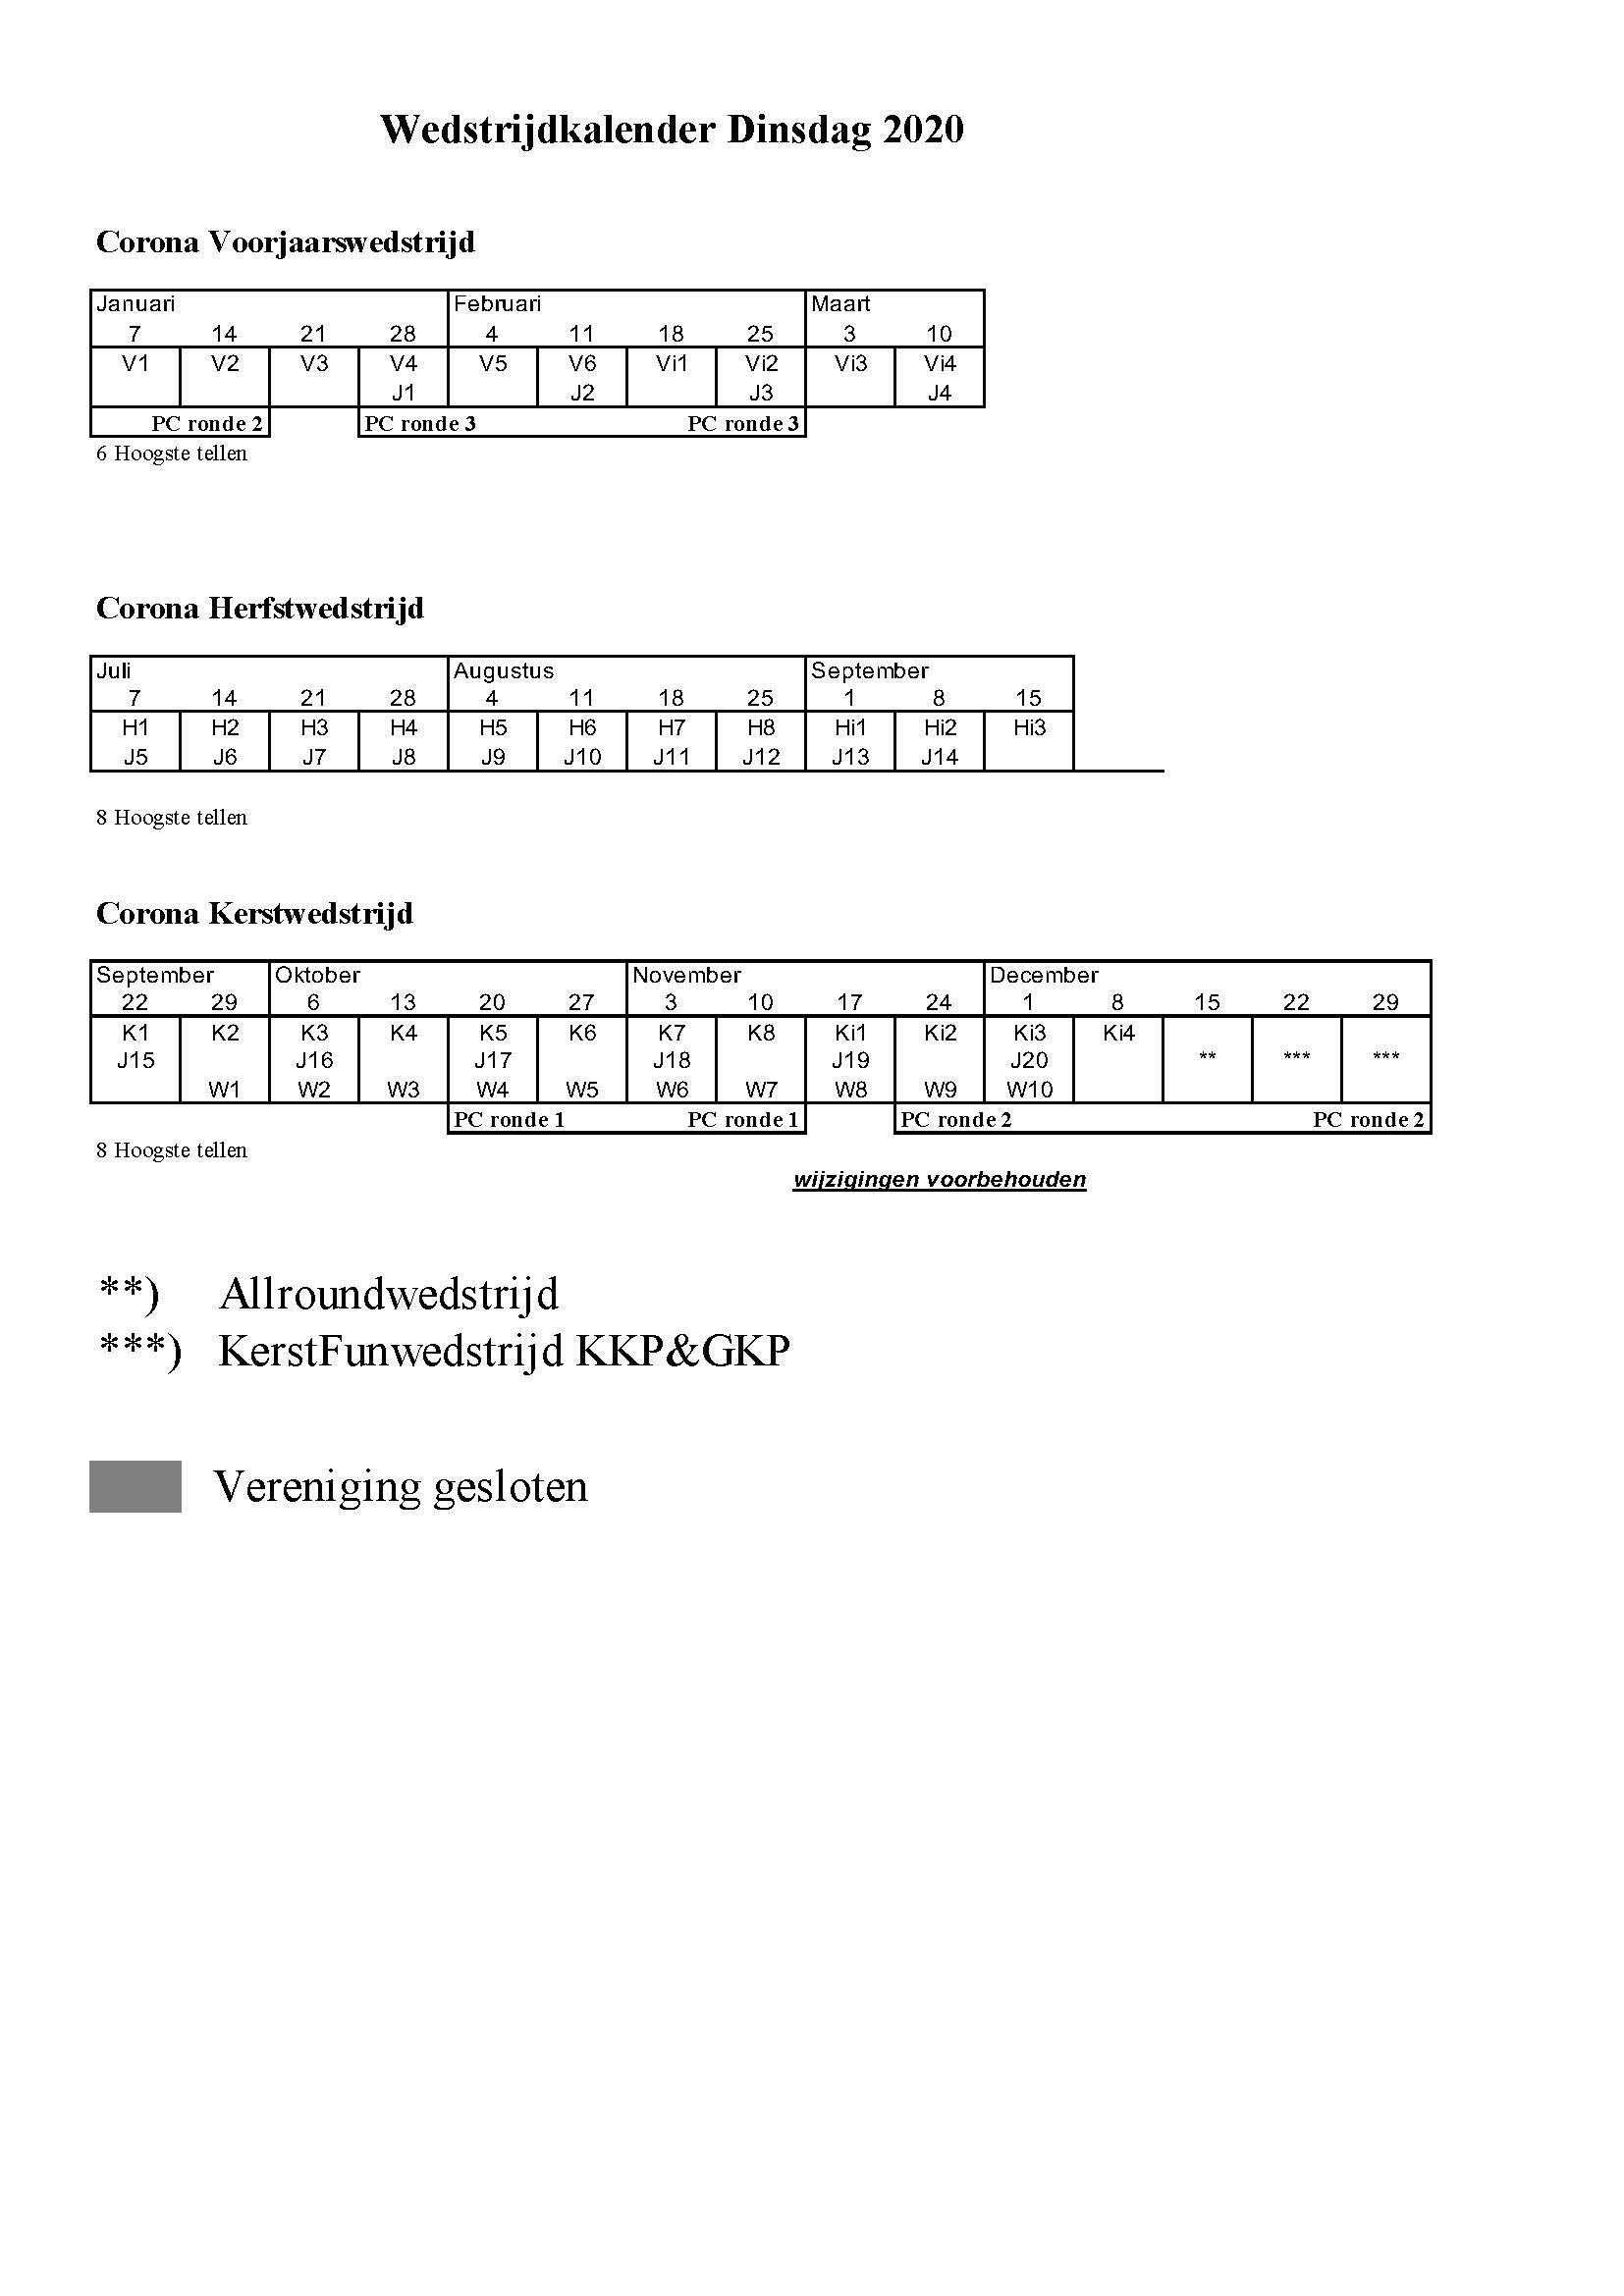 Wedstrijdkalender Dinsdag 2020
Corona Voorjaarswedstrijd
Januari Februari Maart
7 14 21 28 4 11 18 25 3 10
V1 V2 V3 V4 V5 V6 Vi1 Vi2 Vi3 Vi4
J1 J2 J3 J4
PC ronde 2 PC ronde 3 PC ronde 3
6 Hoogste tellen
Corona Herfstwedstrijd
Juli Augustus September
7 14 21 28 4 11 18 25 1 8 15
H1 H2 H3 H4 H5 H6 H7 H8 Hi1 Hi2 Hi3
J5 J6 J7 J8 J9 J10 J11 J12 J13 J14
8 Hoogste tellen
Corona Kerstwedstrijd
September Oktober November December
22 29 6 13 20 27 3 10 17 24 1 8 15 22 29
K1 K2 K3 K4 K5 K6 K7 K8 Ki1 Ki2 Ki3 Ki4
J15 J16 J17 J18 J19 J20 ** *** ***
W1 W2 W3 W4 W5 W6 W7 W8 W9 W10
PC ronde 1 PC ronde 1 PC ronde 2 PC ronde 2
8 Hoogste tellen
wijzigingen voorbehouden
**) Allroundwedstrijd
***) KerstFunwedstrijd KKP&GKP
Vereniging gesloten